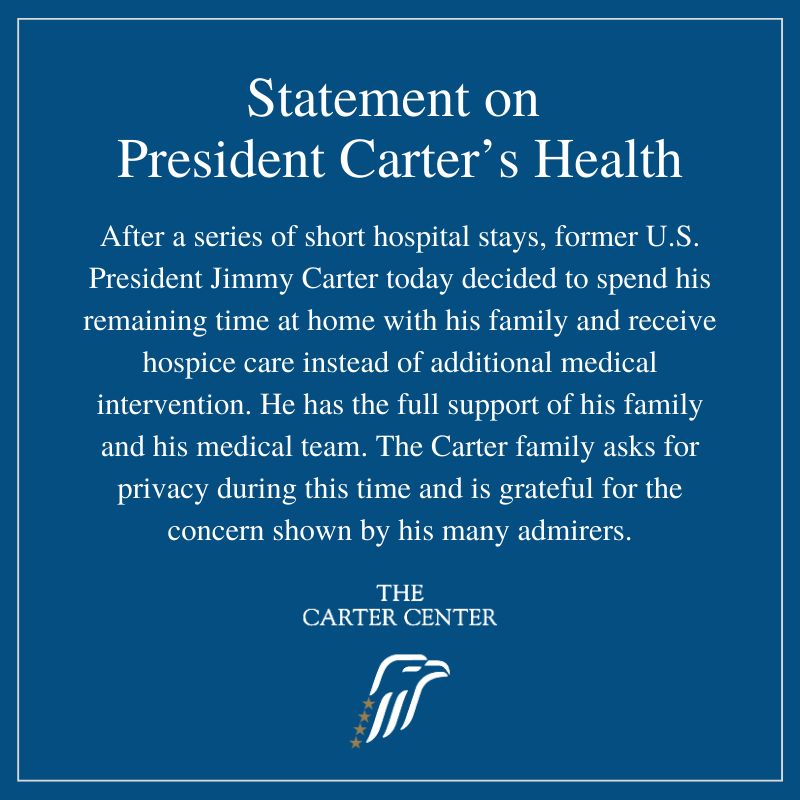 Statement on
President Carter’s Health
After a series of short hospital stays, former U.S.
President Jimmy Carter today decided to spend his
remaining time at home with his family and receive
hospice care instead of additional medical
intervention. He has the full support of his family
and his medical team. The Carter family asks for
privacy during this time and is grateful for the
concern shown by his many admirers.
THE
CARTER CENTER